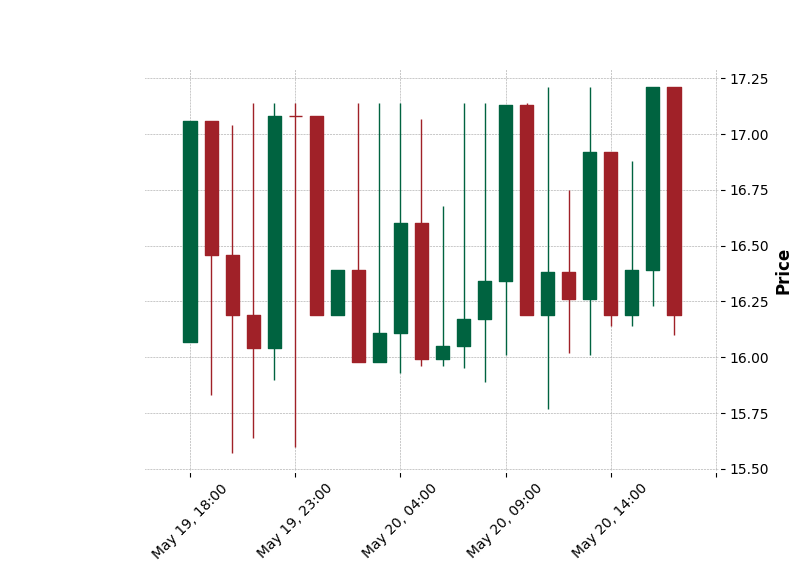 17.25
17.00
16.75
16.50
16.25
16.00
15.75
15.50
Price
May 19, 18:00
May 19, 23:00
May 20, 04:00
May 20, 09:00
May 20, 14:00